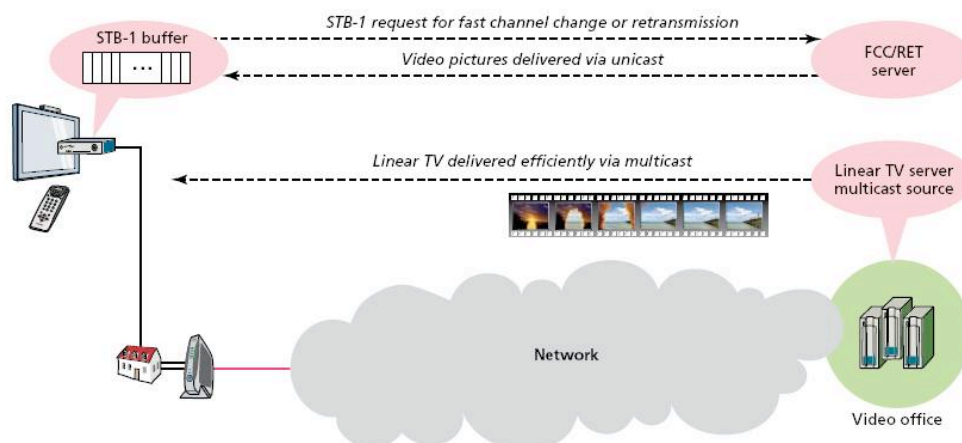 STB-1 request for fast channel change or retransmission
STB-1 buffer
...
FCC/RET
server
Video pictures delivered via unicast
Linear TV delivered efficiently via multicast
Linear TV server
multicast source
Network
Video office